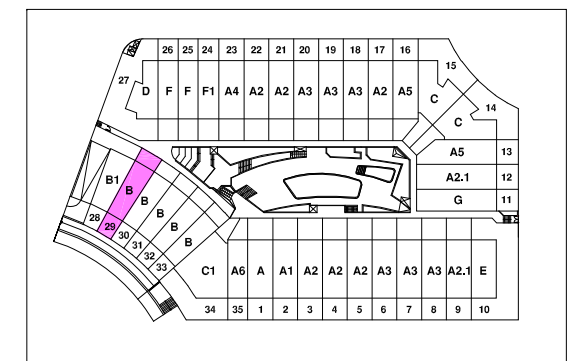 26 25 24 23 22 21 20 19 18 17 16
15
27
D F F F1 A4 A2 A2 A3 A3 A2 A5
C
14
C
A5 13
A2.1 12
G 11
B1
B
B
B
B
B
28
29
30
31
32
33
C1 A6 A A1 A2 A2 A2 A3 A3 A3 A2.1 E
34 35 1 2 3 4 5 6 7 8 9 10